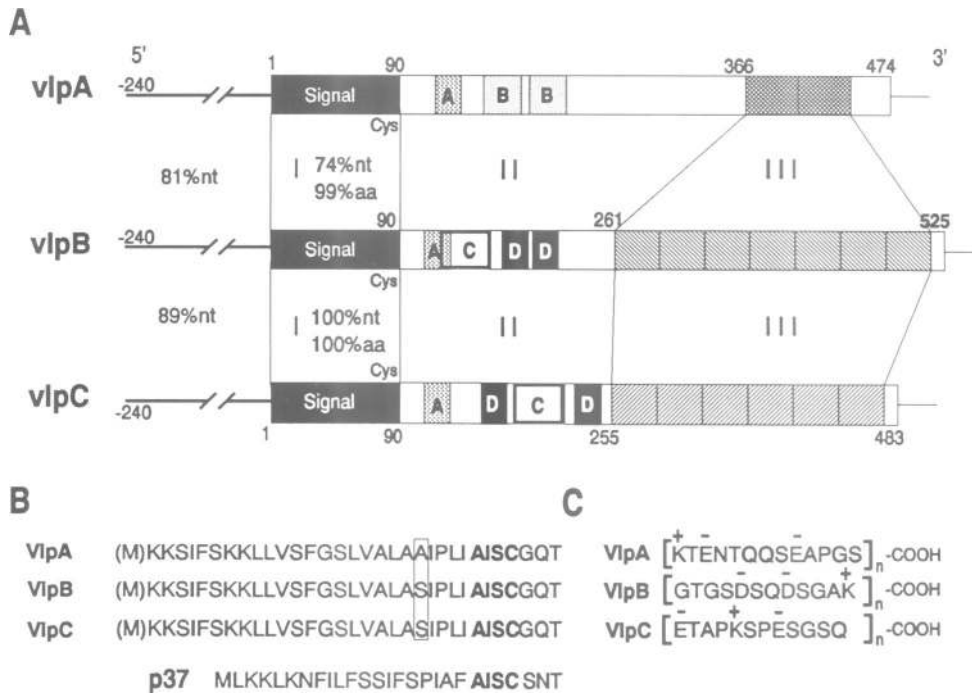 A
5' 1 90 366 474 3'
vlpA -240 Signal A B B
Cys
81%nt I 74%nt II III
99%aa
90 261 525
vlpB -240 Signal A C D D
Cys
89%nt I 100%nt II III
100%aa
Cys
vlpC -240 Signal A D C D
1 90 255 483
B
VlpA (M)KKSIFSKKLLVSFGSLVALAAIPLI AISCGQT
VlpB (M)KKSIFSKKLLVSFGSLVALASIPLI AISCGQT
VlpC (M)KKSIFSKKLLVSFGSLVALASIPLI AISCGQT
p37 MLKKLKNFILFSSIFSPIAF AISC SNT
C
+ − −
VlpA [KTENTQQSEAPGS]n -COOH
− − +
VlpB [GTGSDSQDSGAK]n -COOH
− + −
VlpC [ETAPKSPESGSQ]n -COOH